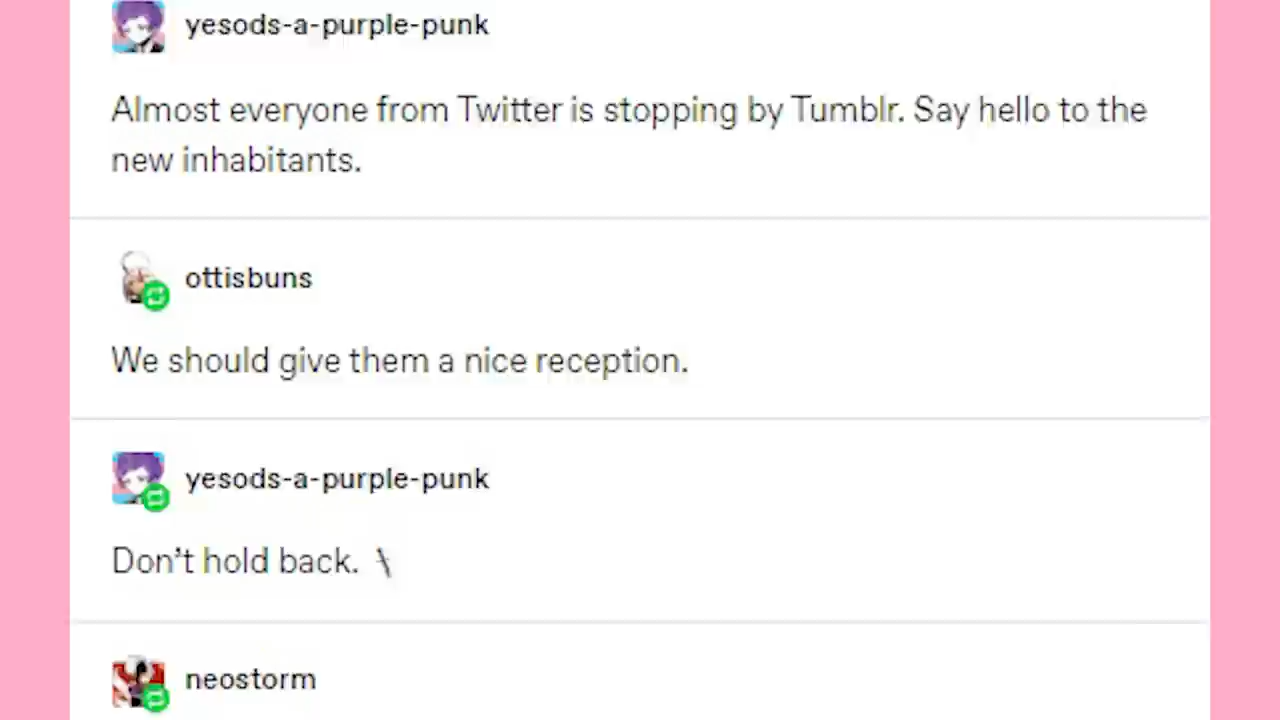 yesods-a-purple-punk
Almost everyone from Twitter is stopping by Tumblr. Say hello to the
new inhabitants.
ottisbuns
We should give them a nice reception.
yesods-a-purple-punk
Don't hold back.
neostorm